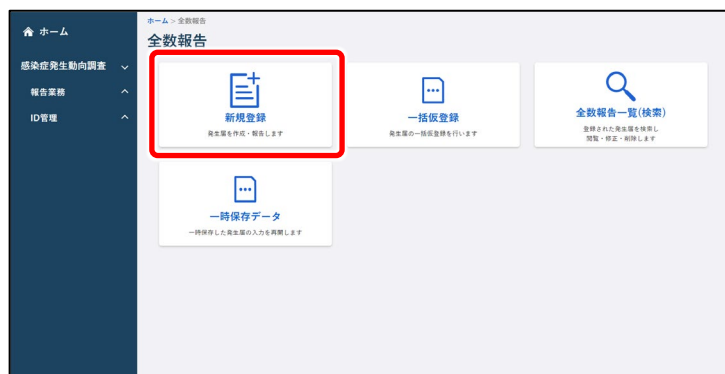 ホーム
感染症発生動向調査
報告業務
ID管理
ホーム > 全数報告
全数報告
新規登録
発生届を作成・報告します
一括仮登録
発生届の一括仮登録を行います
全数報告一覧(検索)
登録された発生届を検索し
閲覧・修正・削除します
一時保存データ
一時保存した発生届の入力を再開します